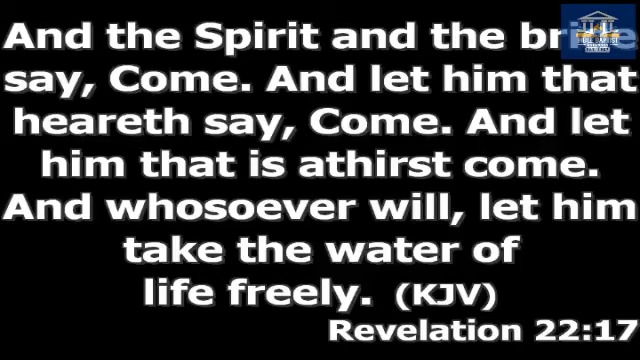 And the Spirit and the bride
say, Come. And let him that
heareth say, Come. And let
him that is athirst come.
And whosoever will, let him
take the water of
life freely. (KJV)
Revelation 22:17